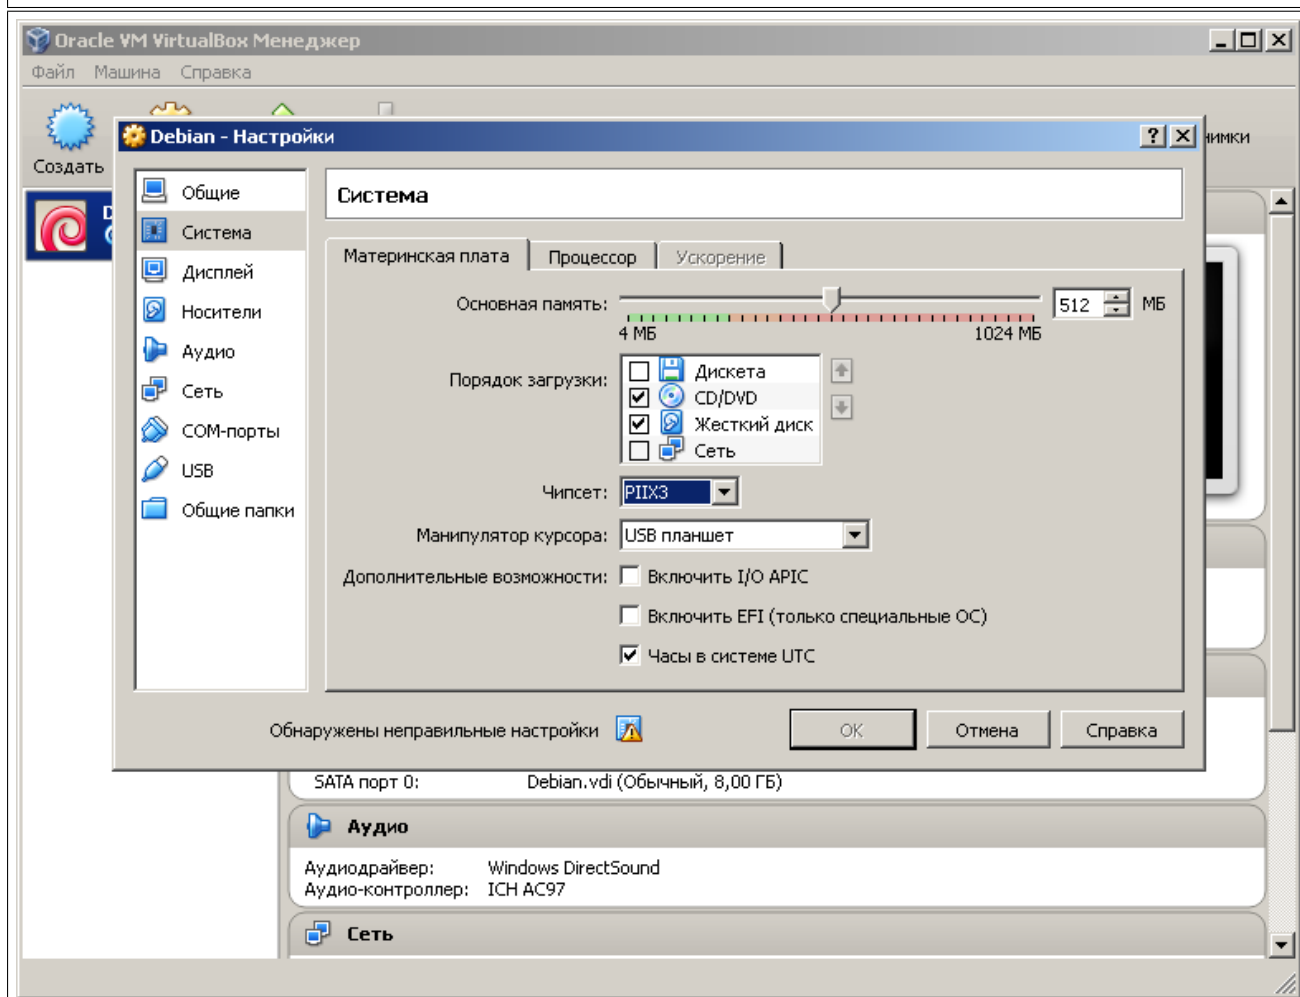 Oracle VM VirtualBox Менеджер
Файл Машина Справка
Создать
Debian - Настройки
Общие
Система
Дисплей
Носители
Аудио
Сеть
COM-порты
USB
Общие папки
Система
Материнская плата Процессор Ускорение
Основная память: 512 МБ
4 МБ 1024 МБ
Порядок загрузки:
Дискета
CD/DVD
Жесткий диск
Сеть
Чипсет: PIIX3
Манипулятор курсора: USB планшет
Дополнительные возможности: Включить I/O APIC
Включить EFI (только специальные ОС)
Часы в системе UTC
Обнаружены неправильные настройки
OK Отмена Справка
SATA порт 0: Debian.vdi (Обычный, 8,00 ГБ)
Аудио
Аудиодрайвер: Windows DirectSound
Аудио-контроллер: ICH AC97
Сеть